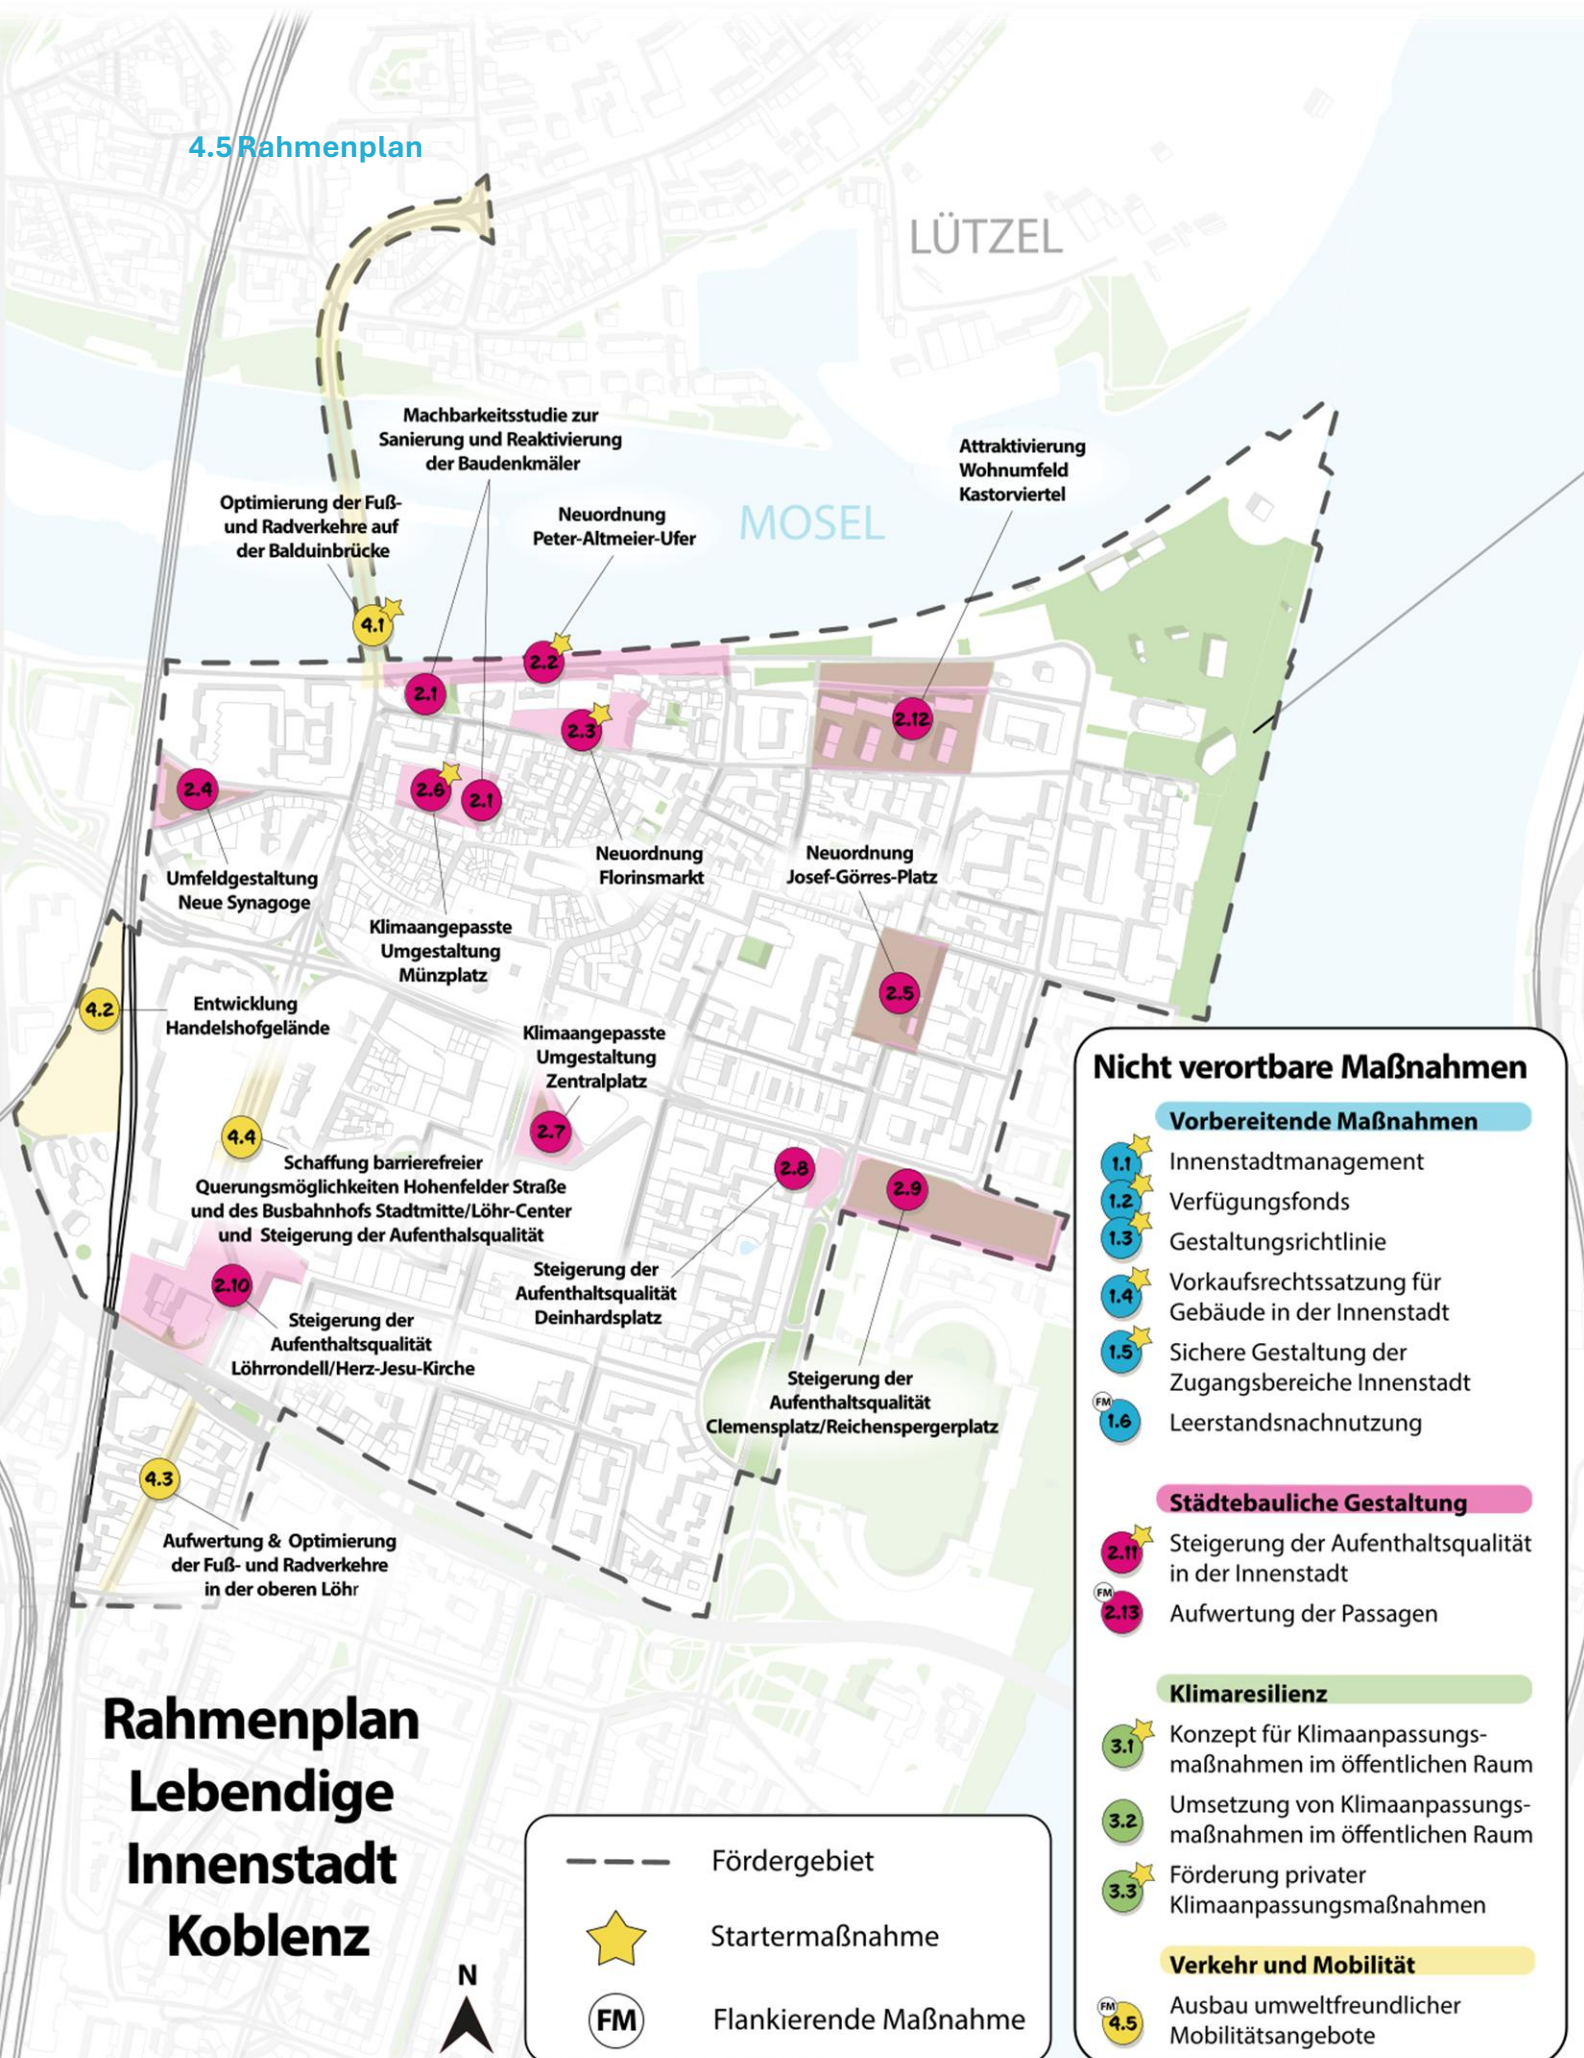 4.5 Rahmenplan
LÜTZEL
Machbarkeitsstudie zur
Sanierung und Reaktivierung
der Baudenkmäler
Attraktivierung
Wohnumfeld
Kastorviertel
Optimierung der Fuß-
und Radverkehre auf
der Balduinbrücke
Neuordnung
Peter-Altmeier-Ufer
MOSEL
4.1
2.2
2.1
2.3
2.12
2.4
2.6
2.1
Neuordnung
Florinsmarkt
Neuordnung
Josef-Görres-Platz
Umfeldgestaltung
Neue Synagoge
Klimaangepasste
Umgestaltung
Münzplatz
2.5
4.2
Entwicklung
Handelshofgelände
Klimaangepasste
Umgestaltung
Zentralplatz
4.4
2.7
Schaffung barrierefreier
Querungsmöglichkeiten Hohenfelder Straße
und des Busbahnhofs Stadtmitte/Löhr-Center
und Steigerung der Aufenthalsqualität
2.8
2.9
2.10
Steigerung der
Aufenthaltsqualität
Deinhardsplatz
Steigerung der
Aufenthaltsqualität
Löhrrondell/Herz-Jesu-Kirche
Steigerung der
Aufenthaltsqualität
Clemensplatz/Reichenspergerplatz
4.3
Aufwertung & Optimierung
der Fuß- und Radverkehre
in der oberen Löhr
Rahmenplan
Lebendige
Innenstadt
Koblenz
N
Fördergebiet
Startermaßnahme
FM Flankierende Maßnahme
Nicht verortbare Maßnahmen
Vorbereitende Maßnahmen
1.1 Innenstadtmanagement
1.2 Verfügungsfonds
1.3 Gestaltungsrichtlinie
1.4 Vorkaufsrechtssatzung für
Gebäude in der Innenstadt
1.5 Sichere Gestaltung der
Zugangsbereiche Innenstadt
FM
1.6 Leerstandsnachnutzung
Städtebauliche Gestaltung
2.11 Steigerung der Aufenthaltsqualität
in der Innenstadt
FM
2.13 Aufwertung der Passagen
Klimaresilienz
3.1 Konzept für Klimaanpassungs-
maßnahmen im öffentlichen Raum
3.2 Umsetzung von Klimaanpassungs-
maßnahmen im öffentlichen Raum
3.3 Förderung privater
Klimaanpassungsmaßnahmen
Verkehr und Mobilität
FM
4.5 Ausbau umweltfreundlicher
Mobilitätsangebote